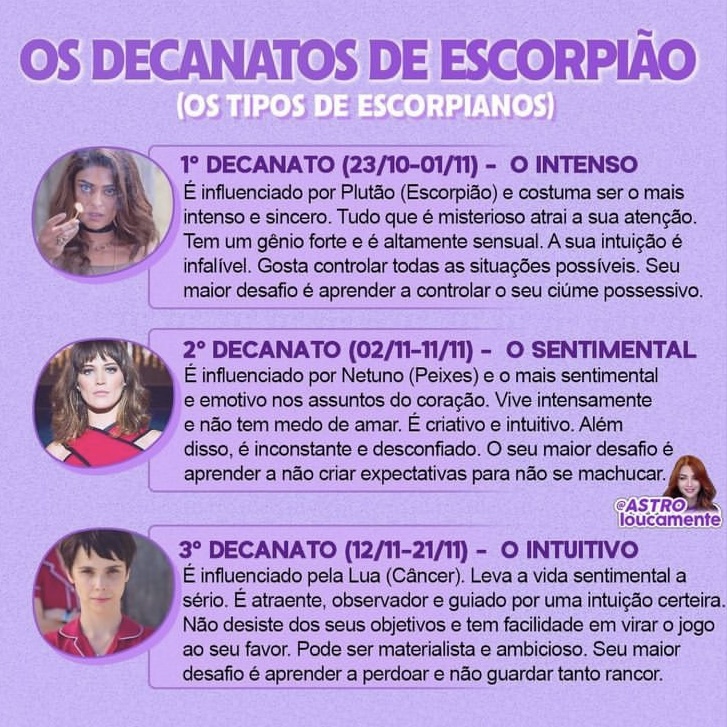 OS DECANATOS DE ESCORPIÃO
(OS TIPOS DE ESCORPIANOS)
1º DECANATO (23/10-01/11) - O INTENSO
É influenciado por Plutão (Escorpião) e costuma ser o mais
intenso e sincero. Tudo que é misterioso atrai a sua atenção.
Tem um gênio forte e é altamente sensual. A sua intuição é
infalível. Gosta controlar todas as situações possíveis. Seu
maior desafio é aprender a controlar o seu ciúme possessivo.
2º DECANATO (02/11-11/11) - O SENTIMENTAL
É influenciado por Netuno (Peixes) e o mais sentimental
e emotivo nos assuntos do coração. Vive intensamente
e não tem medo de amar. É criativo e intuitivo. Além
disso, é inconstante e desconfiado. O seu maior desafio é
aprender a não criar expectativas para não se machucar.
@ASTRO
loucamente
3º DECANATO (12/11-21/11) - O INTUITIVO
É influenciado pela Lua (Câncer). Leva a vida sentimental a
sério. É atraente, observador e guiado por uma intuição certeira.
Não desiste dos seus objetivos e tem facilidade em virar o jogo
ao seu favor. Pode ser materialista e ambicioso. Seu maior
desafio é aprender a perdoar e não guardar tanto rancor.